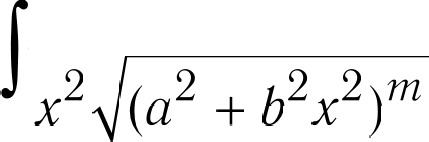 ∫ x²√(a² + b²x²)ᵐ